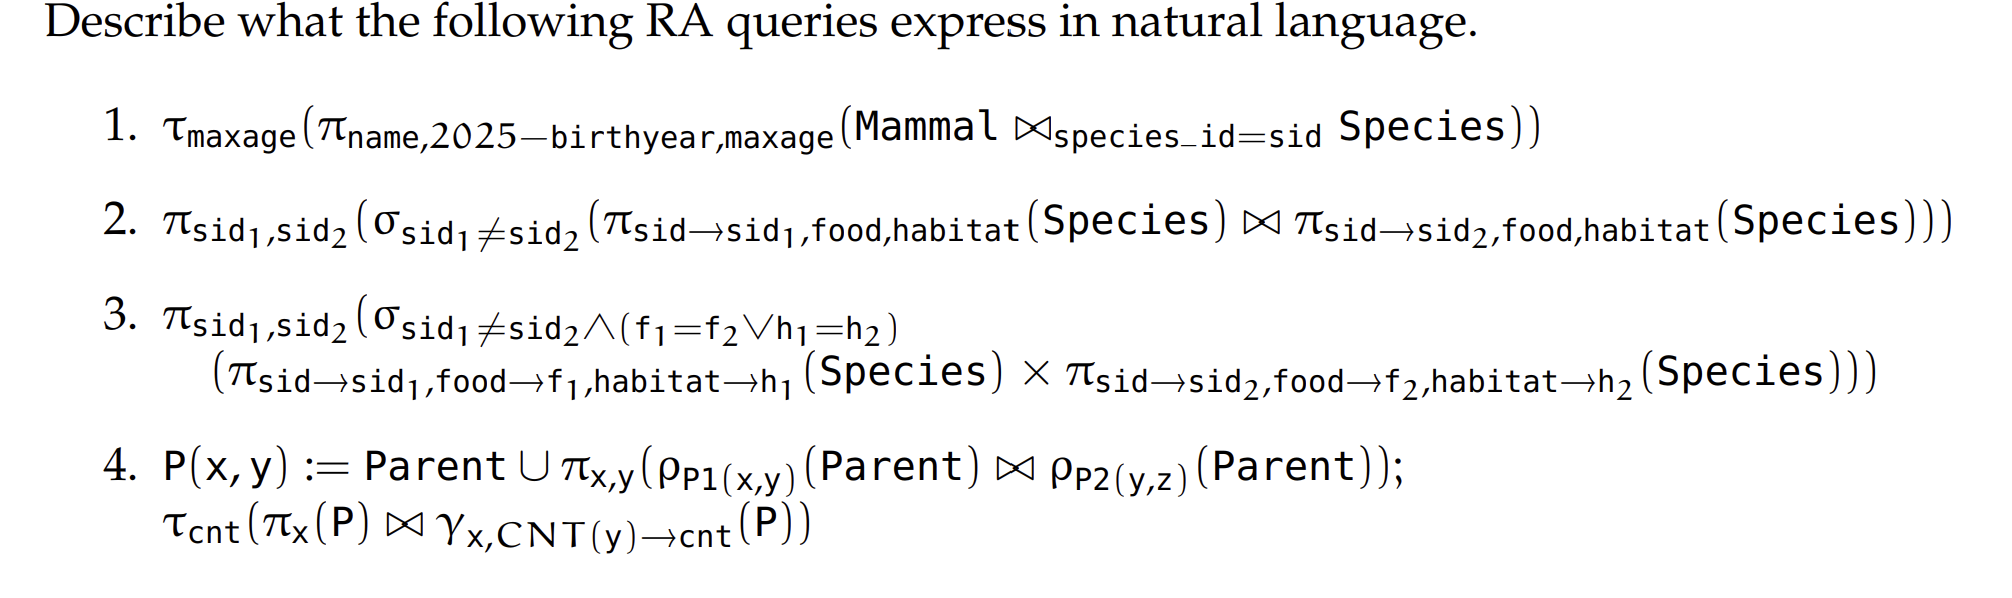 Describe what the following RA queries express in natural language.
1. τmaxage(πname,2025−birthyear,maxage(Mammal ⋈species_id=sid Species))
2. πsid₁,sid₂(σsid₁≠sid₂(πsid→sid₁,food,habitat(Species) ⋈ πsid→sid₂,food,habitat(Species)))
3. πsid₁,sid₂(σsid₁≠sid₂∧(f₁=f₂∨h₁=h₂)
(πsid→sid₁,food→f₁,habitat→h₁(Species) × πsid→sid₂,food→f₂,habitat→h₂(Species)))
4. P(x,y) := Parent ∪ πx,y(ρP1(x,y)(Parent) ⋈ ρP2(y,z)(Parent));
τcnt(πx(P) ⋈ γx,CNT(y)→cnt(P))